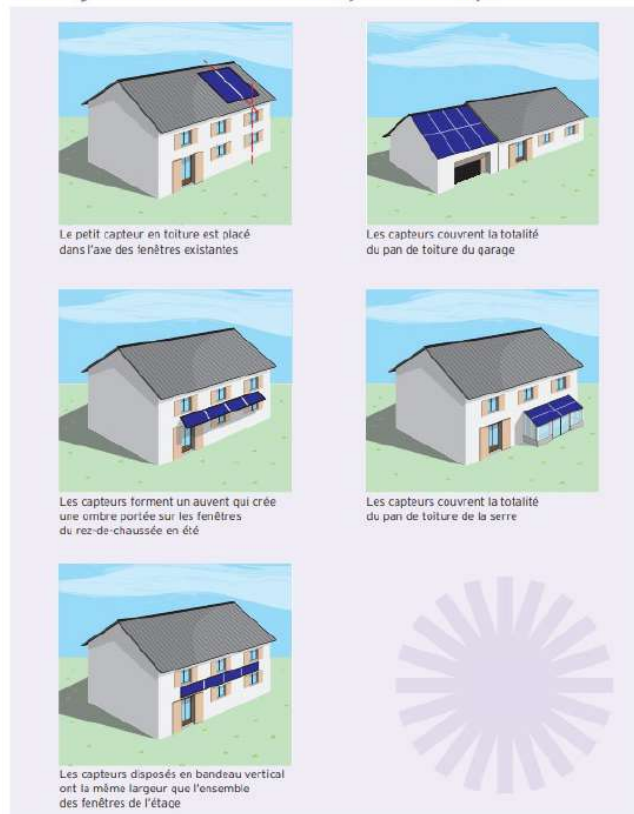 Le petit capteur en toiture est placé
dans l'axe des fenêtres existantes
Les capteurs couvrent la totalité
du pan de toiture du garage
Les capteurs forment un auvent qui crée
une ombre portée sur les fenêtres
du rez-de-chaussée en été
Les capteurs couvrent la totalité
du pan de toiture de la serre
Les capteurs disposés en bandeau vertical
ont la même largeur que l'ensemble
des fenêtres de l'étage